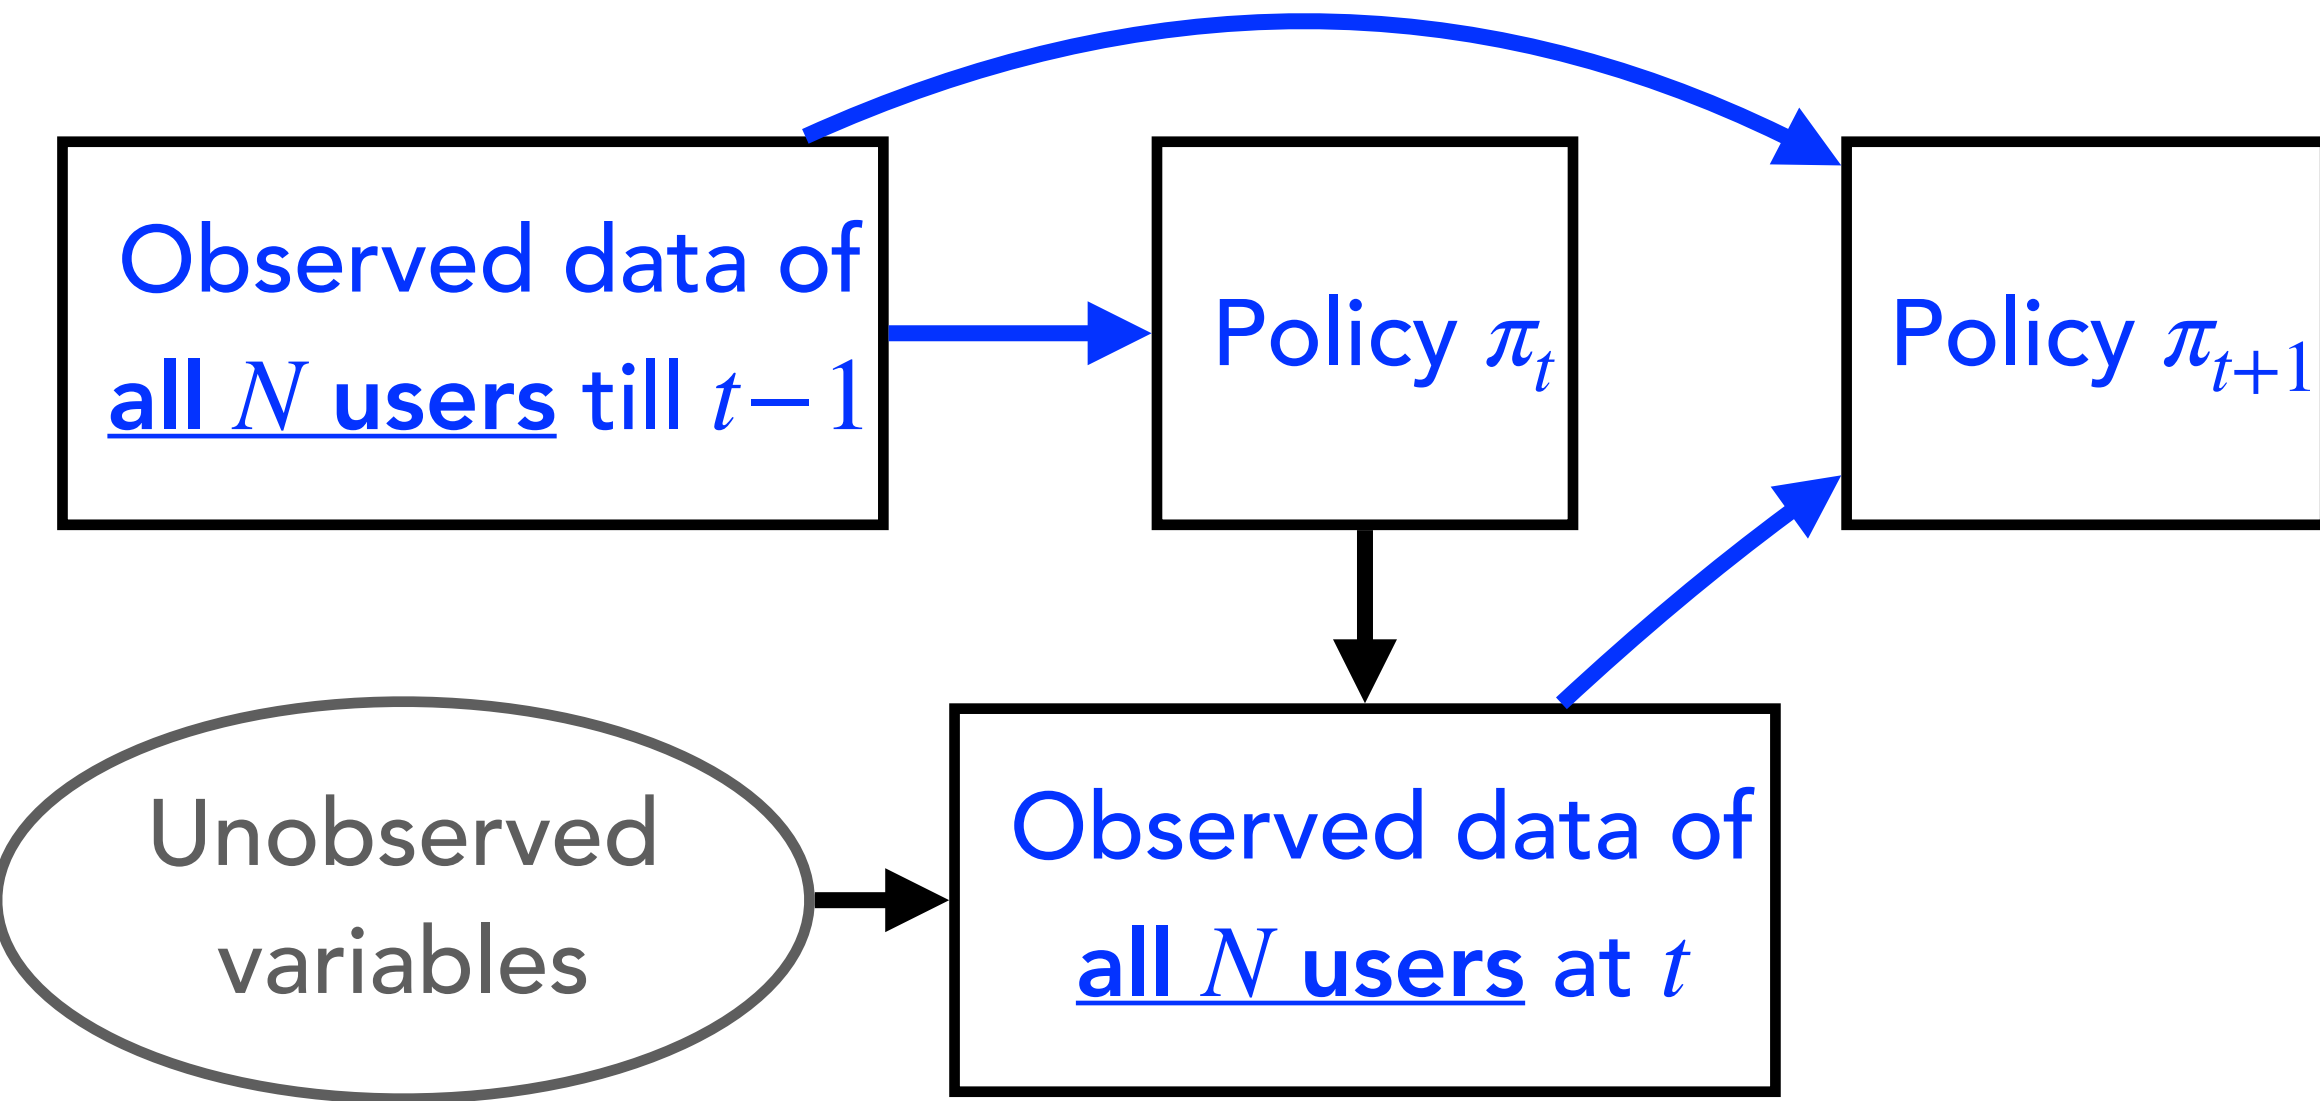 Observed data of
all N users till t−1
Policy πt
Policy πt+1
Unobserved
variables
Observed data of
all N users at t